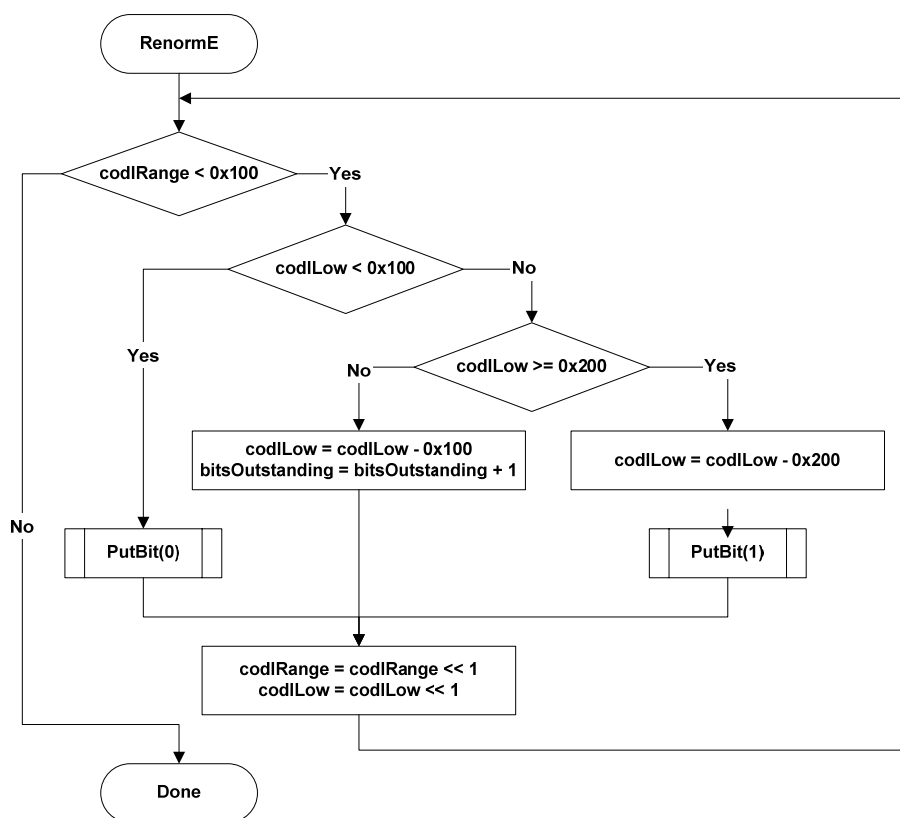 RenormE
codIRange < 0x100
Yes
codILow < 0x100
No
Yes
codILow >= 0x200
No
Yes
codILow = codILow - 0x100
bitsOutstanding = bitsOutstanding + 1
codILow = codILow - 0x200
No
PutBit(0)
PutBit(1)
codIRange = codIRange << 1
codILow = codILow << 1
Done